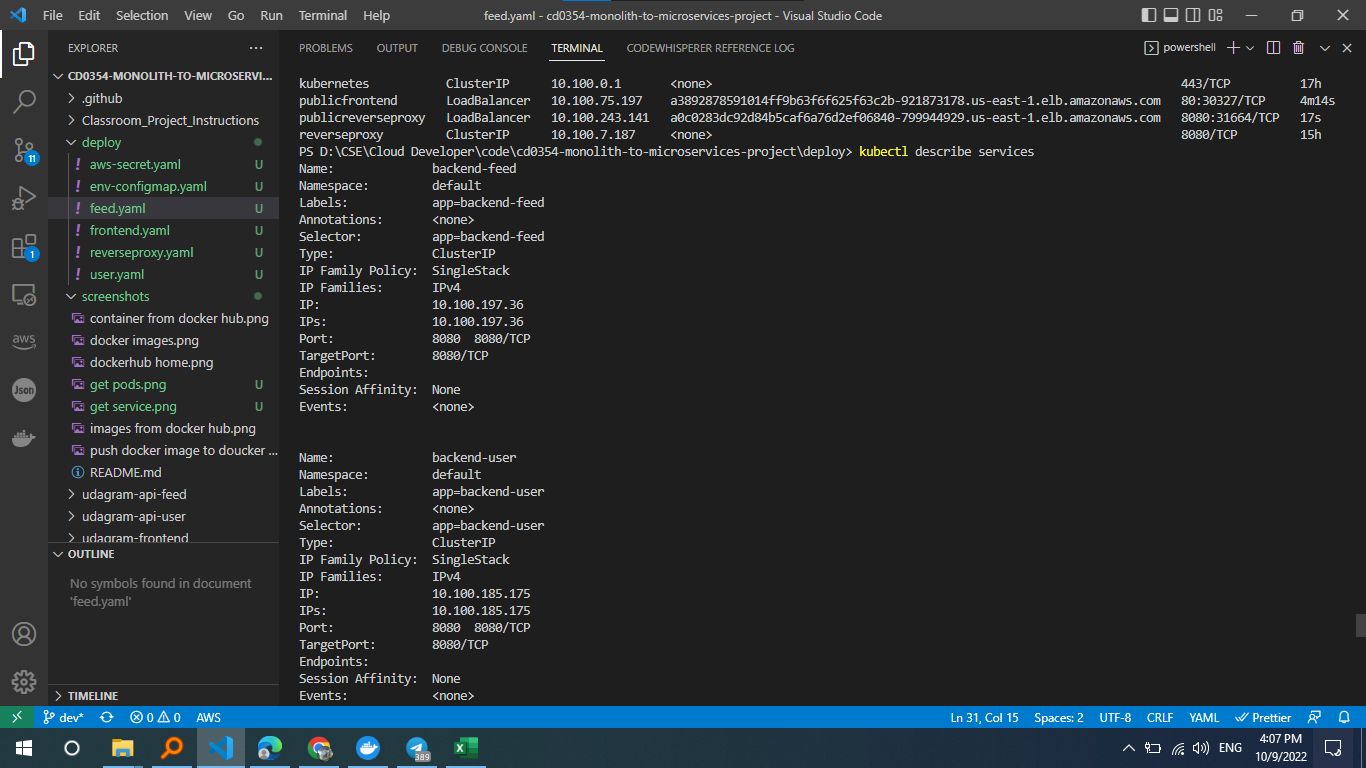 File Edit Selection View Go Run Terminal Help
feed.yaml - cd0354-monolith-to-microservices-project - Visual Studio Code
EXPLORER
CD0354-MONOLITH-TO-MICROSERVI...
.github
Classroom_Project_Instructions
deploy
! aws-secret.yaml U
! env-configmap.yaml U
! feed.yaml U
! frontend.yaml U
! reverseproxy.yaml U
! user.yaml U
screenshots
container from docker hub.png
docker images.png
dockerhub home.png
get pods.png U
get service.png U
images from docker hub.png
push docker image to doucker ...
README.md
udagram-api-feed
udagram-api-user
udagram-frontend
OUTLINE
No symbols found in document
'feed.yaml'
TIMELINE
11
1
aws
Json
PROBLEMS OUTPUT DEBUG CONSOLE TERMINAL CODEWHISPERER REFERENCE LOG
powershell
kubernetes ClusterIP 10.100.0.1 <none> 443/TCP 17h
publicfrontend LoadBalancer 10.100.75.197 a3892878591014ff9b63f6f625f63c2b-921873178.us-east-1.elb.amazonaws.com 80:30327/TCP 4m14s
publicreverseproxy LoadBalancer 10.100.243.141 a0c0283dc92d84b5caf6a76d2ef06840-799944929.us-east-1.elb.amazonaws.com 8080:31664/TCP 17s
reverseproxy ClusterIP 10.100.7.187 <none> 8080/TCP 15h
PS D:\CSE\Cloud Developer\code\cd0354-monolith-to-microservices-project\deploy> kubectl describe services
Name: backend-feed
Namespace: default
Labels: app=backend-feed
Annotations: <none>
Selector: app=backend-feed
Type: ClusterIP
IP Family Policy: SingleStack
IP Families: IPv4
IP: 10.100.197.36
IPs: 10.100.197.36
Port: 8080 8080/TCP
TargetPort: 8080/TCP
Endpoints:
Session Affinity: None
Events: <none>
Name: backend-user
Namespace: default
Labels: app=backend-user
Annotations: <none>
Selector: app=backend-user
Type: ClusterIP
IP Family Policy: SingleStack
IP Families: IPv4
IP: 10.100.185.175
IPs: 10.100.185.175
Port: 8080 8080/TCP
TargetPort: 8080/TCP
Endpoints:
Session Affinity: None
Events: <none>
dev* 0 0 AWS
Ln 31, Col 15 Spaces: 2 UTF-8 CRLF YAML Prettier
389
ENG
4:07 PM
10/9/2022